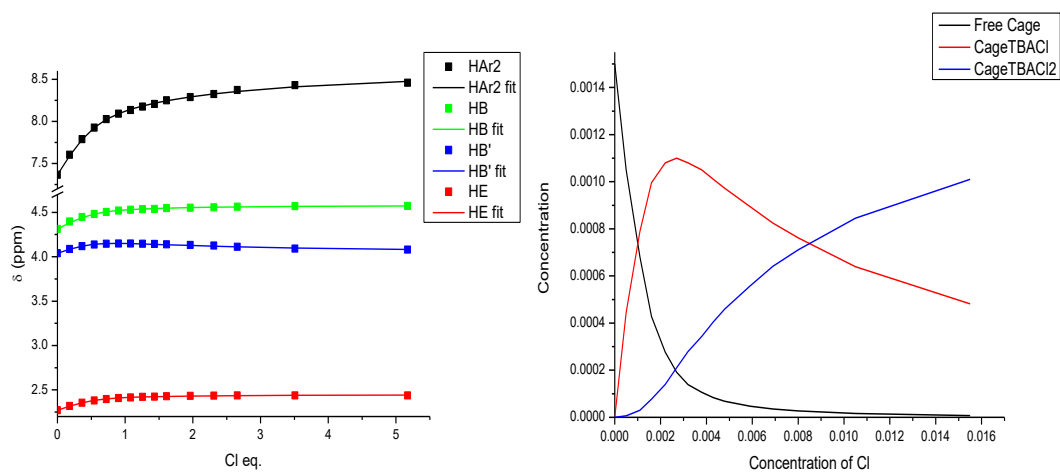 HAr2
HAr2 fit
HB
HB fit
HB'
HB' fit
HE
HE fit
8.5
8.0
7.5
4.5
4.0
3.5
3.0
2.5
δ (ppm)
0 1 2 3 4 5
Cl eq.
Free Cage
CageTBACl
CageTBACl2
0.0014
0.0012
0.0010
0.0008
0.0006
0.0004
0.0002
0.0000
Concentration
0.000 0.002 0.004 0.006 0.008 0.010 0.012 0.014 0.016
Concentration of Cl